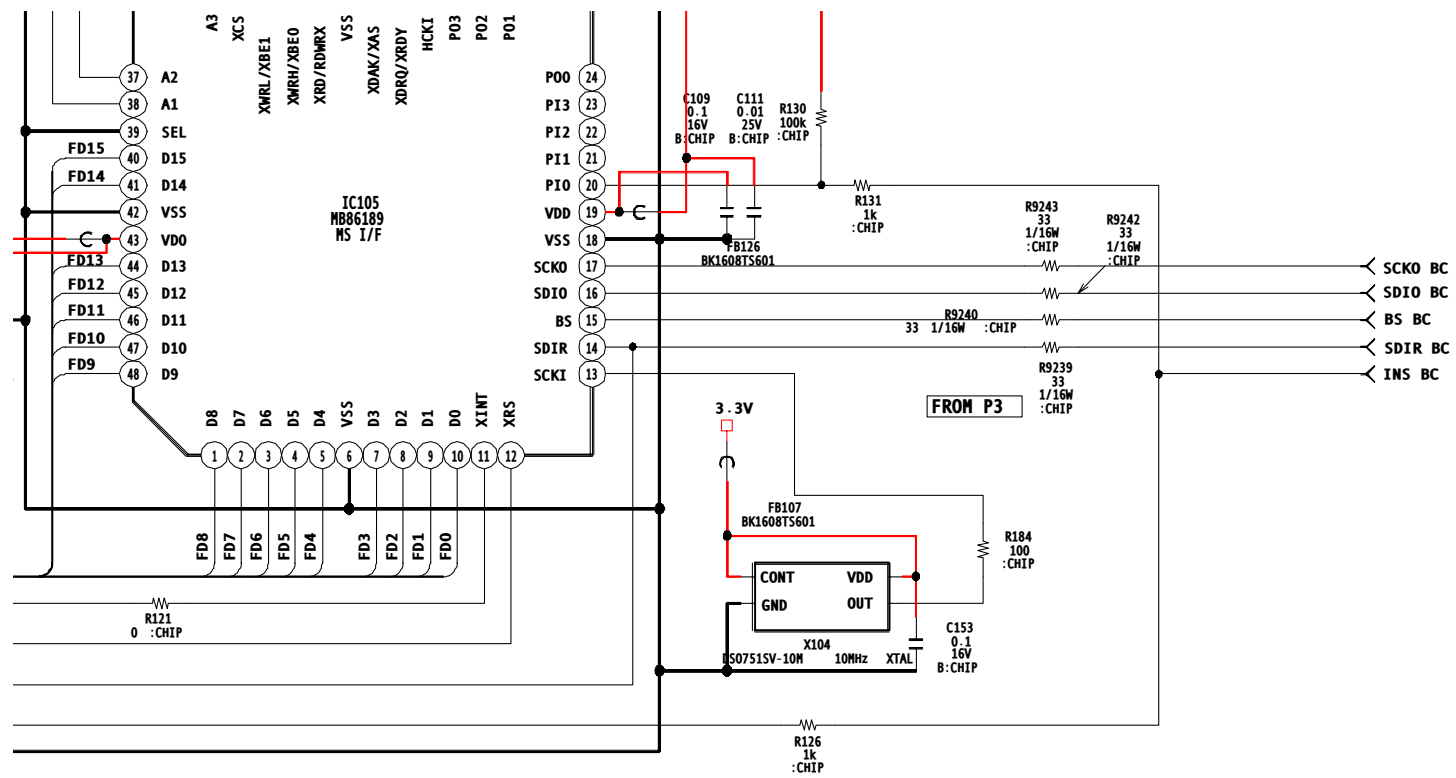 A3
XCS
XWRL/XBE1
XWRH/XBE0
XRD/RDWRX
VSS
XDAK/XAS
XDRQ/XRDY
HCKI
PO3
PO2
PO1
37 A2
38 A1
39 SEL
FD15 40 D15
FD14 41 D14
42 VSS
43 VDD
FD13 44 D13
FD12 45 D12
FD11 46 D11
FD10 47 D10
FD9 48 D9
IC105
MB86189
MS I/F
PO0 24
PI3 23
PI2 22
PI1 21
PI0 20
VDD 19
VSS 18
SCKO 17
SDIO 16
BS 15
SDIR 14
SCKI 13
C109
0.1
16V
B:CHIP
C111
0.01
25V
B:CHIP
R130
100k
:CHIP
R131
1k
:CHIP
FB126
BK1608TS601
R9243
33
1/16W
:CHIP
R9242
33
1/16W
:CHIP
R9240
33 1/16W :CHIP
R9239
33
1/16W
:CHIP
SCKO BC
SDIO BC
BS BC
SDIR BC
INS BC
FROM P3
D8
D7
D6
D5
D4
VSS
D3
D2
D1
D0
XINT
XRS
1 2 3 4 5 6 7 8 9 10 11 12
FD8
FD7
FD6
FD5
FD4
FD3
FD2
FD1
FD0
3.3V
FB107
BK1608TS601
R184
100
:CHIP
CONT VDD
GND OUT
X104
DSO751SV-10M 10MHz XTAL
C153
0.1
16V
B:CHIP
R121
0 :CHIP
R126
1k
:CHIP